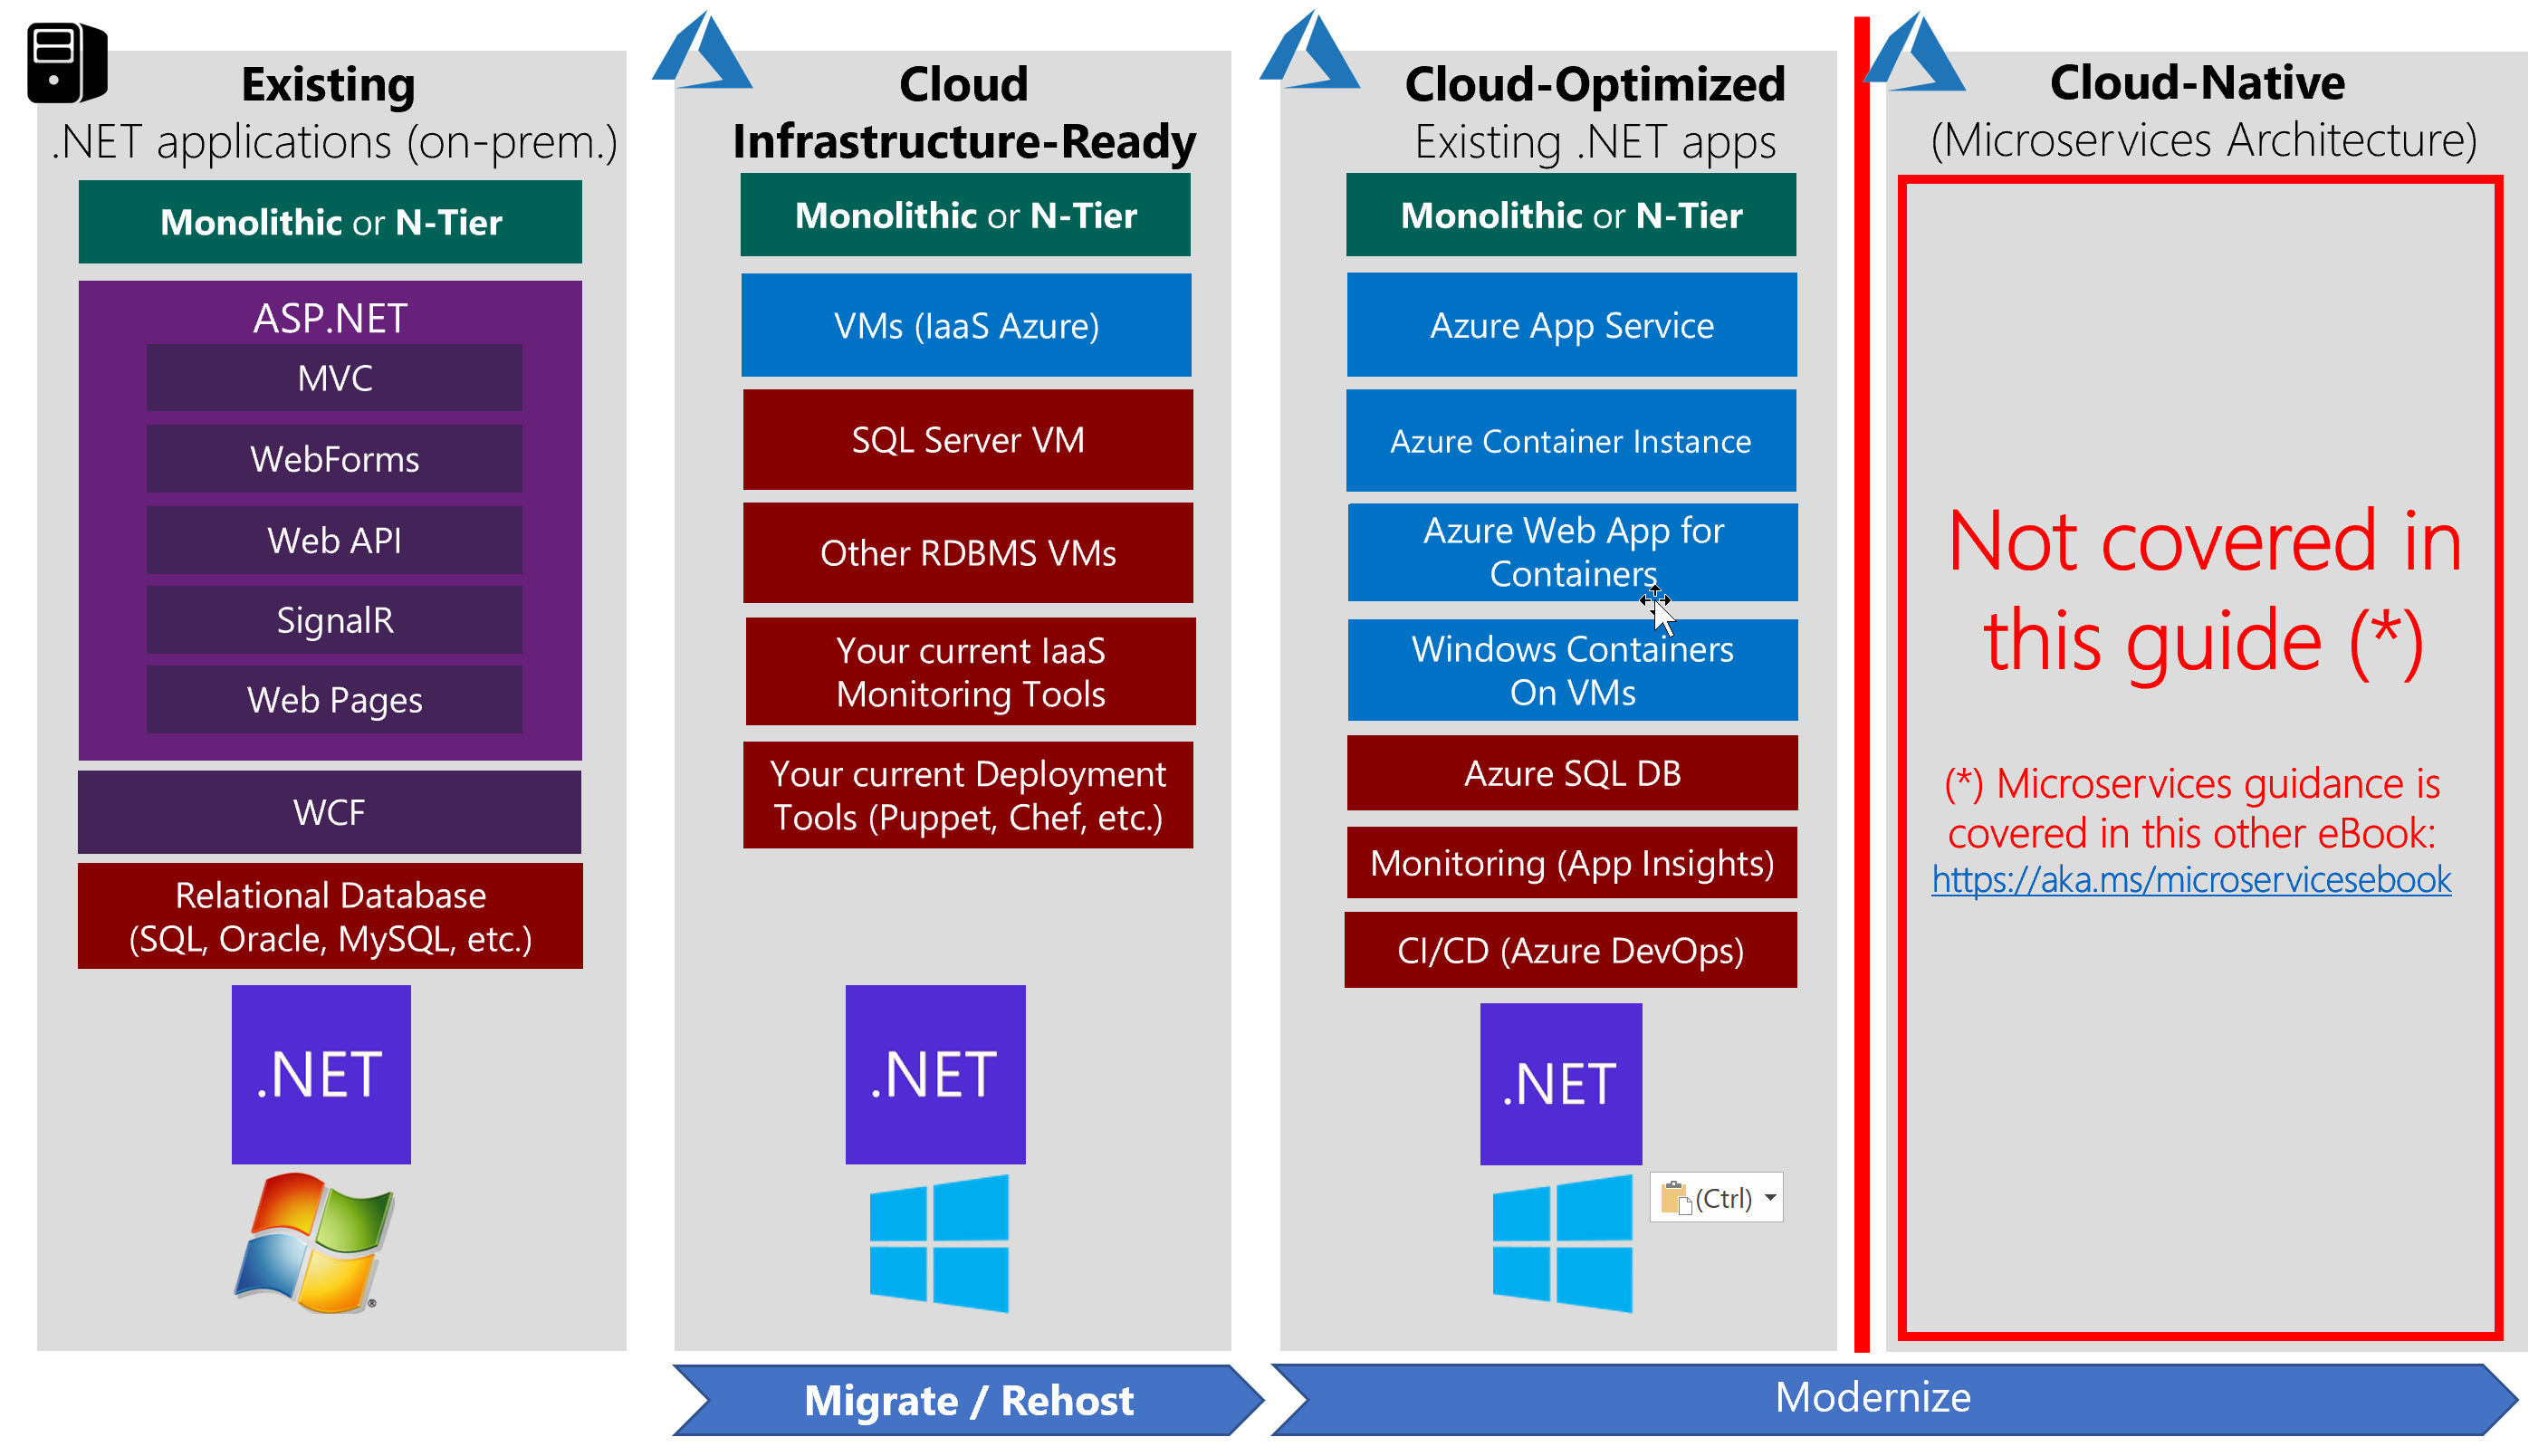 Existing
.NET applications (on-prem.)
Monolithic or N-Tier
ASP.NET
MVC
WebForms
Web API
SignalR
Web Pages
WCF
Relational Database
(SQL, Oracle, MySQL, etc.)
.NET
®
Cloud
Infrastructure-Ready
Monolithic or N-Tier
VMs (IaaS Azure)
SQL Server VM
Other RDBMS VMs
Your current IaaS
Monitoring Tools
Your current Deployment
Tools (Puppet, Chef, etc.)
.NET
Cloud-Optimized
Existing .NET apps
Monolithic or N-Tier
Azure App Service
Azure Container Instance
Azure Web App for
Containers
Windows Containers
On VMs
Azure SQL DB
Monitoring (App Insights)
CI/CD (Azure DevOps)
.NET
(Ctrl)
Cloud-Native
(Microservices Architecture)
Not covered in
this guide (*)
(*) Microservices guidance is
covered in this other eBook:
https://aka.ms/microservicesebook
Migrate / Rehost
Modernize